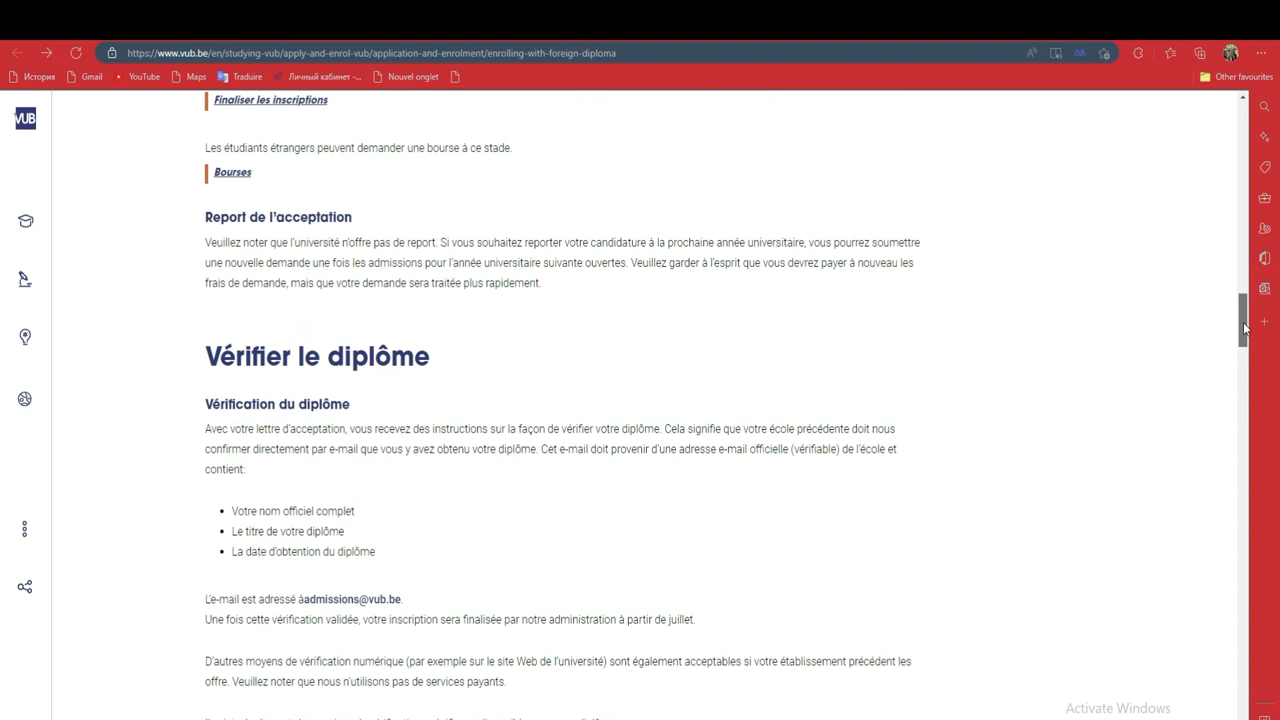 https://www.vub.be/en/studying-vub/apply-and-enrol-vub/application-and-enrolment/enrolling-with-foreign-diploma
История Gmail YouTube Maps Traduire Личный кабинет -... Nouvel onglet Other favourites
VUB
Finaliser les inscriptions
Les étudiants étrangers peuvent demander une bourse à ce stade.
Bourses
Report de l'acceptation
Veuillez noter que l'université n'offre pas de report. Si vous souhaitez reporter votre candidature à la prochaine année universitaire, vous pourrez soumettre
une nouvelle demande une fois les admissions pour l'année universitaire suivante ouvertes. Veuillez garder à l'esprit que vous devrez payer à nouveau les
frais de demande, mais que votre demande sera traitée plus rapidement.
Vérifier le diplôme
Vérification du diplôme
Avec votre lettre d'acceptation, vous recevez des instructions sur la façon de vérifier votre diplôme. Cela signifie que votre école précédente doit nous
confirmer directement par e-mail que vous y avez obtenu votre diplôme. Cet e-mail doit provenir d'une adresse e-mail officielle (vérifiable) de l'école et
contient:
• Votre nom officiel complet
• Le titre de votre diplôme
• La date d'obtention du diplôme
L'e-mail est adressé àadmissions@vub.be.
Une fois cette vérification validée, votre inscription sera finalisée par notre administration à partir de juillet.
D'autres moyens de vérification numérique (par exemple sur le site Web de l'université) sont également acceptables si votre établissement précédent les
offre. Veuillez noter que nous n'utilisons pas de services payants.
Activate Windows